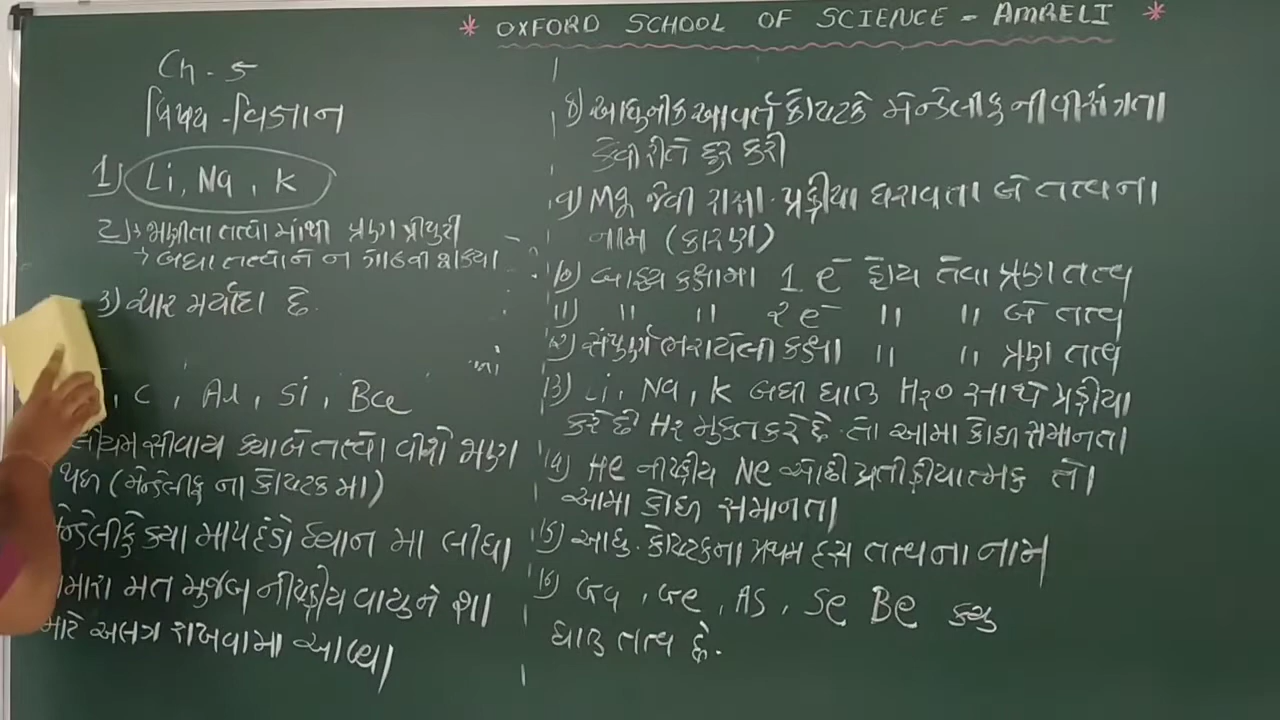 * OXFORD SCHOOL OF SCIENCE - AMRELI *
Ch - 5
વિષય - વિજ્ઞાન
1) Li, Na, K
2) → જાણીતા તત્વો માંથી ત્રણ ત્રીપુટી
→ બધા તત્વોને ન ગોઠવી શક્યા
3) ચાર મર્યાદા છે.
, C, Al, Si, Be
સીવાય ક્યા બે તત્વો વીશે જાણ
થઇ (મેન્ડેલીફ ના કોષ્ટક મા)
ન્ડેલીફે ક્યા માપદંડો ધ્યાન મા લીધા
મારા મત મુજબ નીષ્ક્રીય વાયુને શા
માટે અલગ રાખવામા આવ્યા
8) આધુનીક આવર્ત કોષ્ટકે મેન્ડેલીફ ની વીસંગતા
કેવી રીતે દુર કરી
9) Mg જેવી રાસા. પ્રક્રીયા ધરાવતા બે તત્વના
નામ (કારણ)
10) બાહ્ય કક્ષામા 1 e⁻ હોય તેવા ત્રણ તત્વ
11) " " 2 e⁻ " " બે તત્વ
12) સંપુર્ણ ભરાયેલી કક્ષા " " ત્રણ તત્વ
13) Li, Na, K બધી ધાતુ H2O સાથે પ્રક્રીયા
કરે છે H2 મુક્ત કરે છે. તો આમા કોઇ સમાનતા
14) He નીષ્ક્રીય Ne ઓછી પ્રતીક્રીયાત્મક તો
આમા કોઇ સમાનતા
15) આધુ. કોષ્ટકના પ્રથમ દસ તત્વના નામ
16) Ga, Ge, As, Se Be ક્યુ
ધાતુ તત્વ છે.